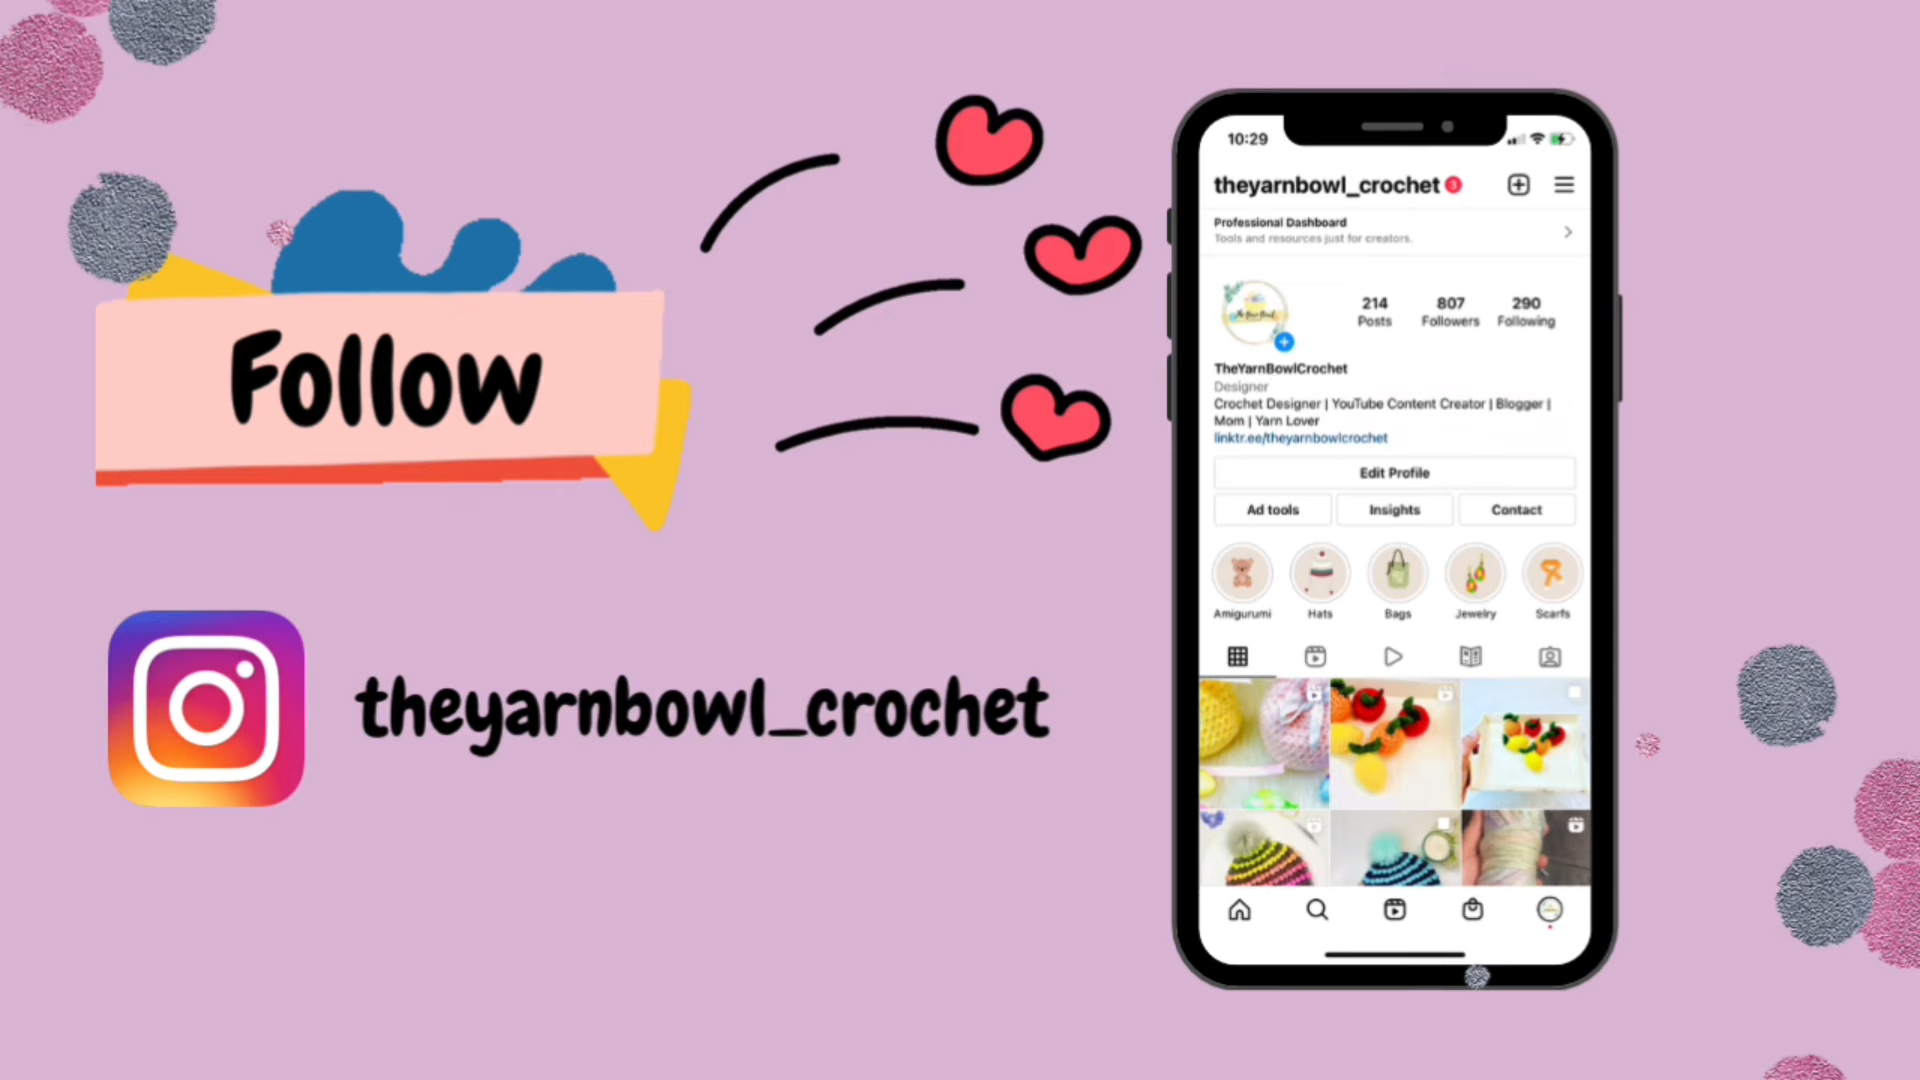 Follow
theyarnbowl_crochet
10:29
theyarnbowl_crochet 3
Professional Dashboard
Tools and resources just for creators.
214 807 290
Posts Followers Following
TheYarnBowlCrochet
Designer
Crochet Designer | YouTube Content Creator | Blogger |
Mom | Yarn Lover
linktr.ee/theyarnbowlcrochet
Edit Profile
Ad tools Insights Contact
Amigurumi Hats Bags Jewelry Scarfs